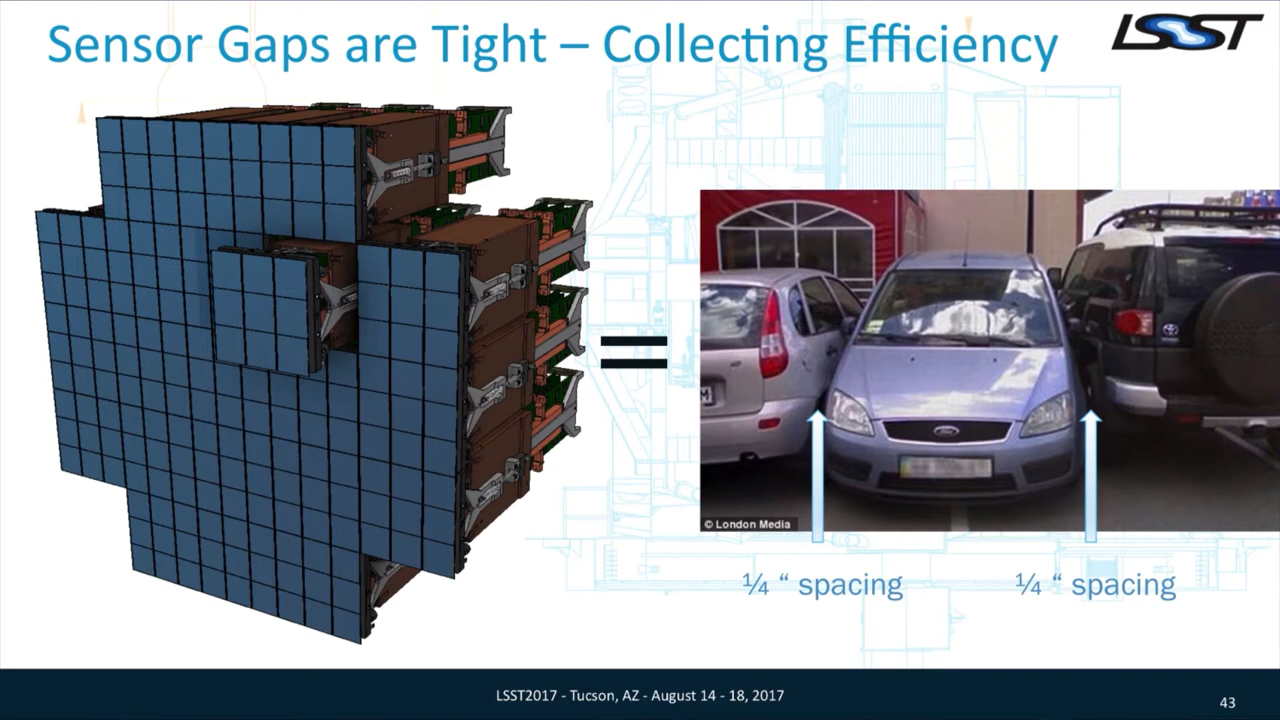 Sensor Gaps are Tight – Collecting Efficiency
LSST
© London Media
¼ “ spacing
¼ “ spacing
LSST2017 - Tucson, AZ - August 14 - 18, 2017
43